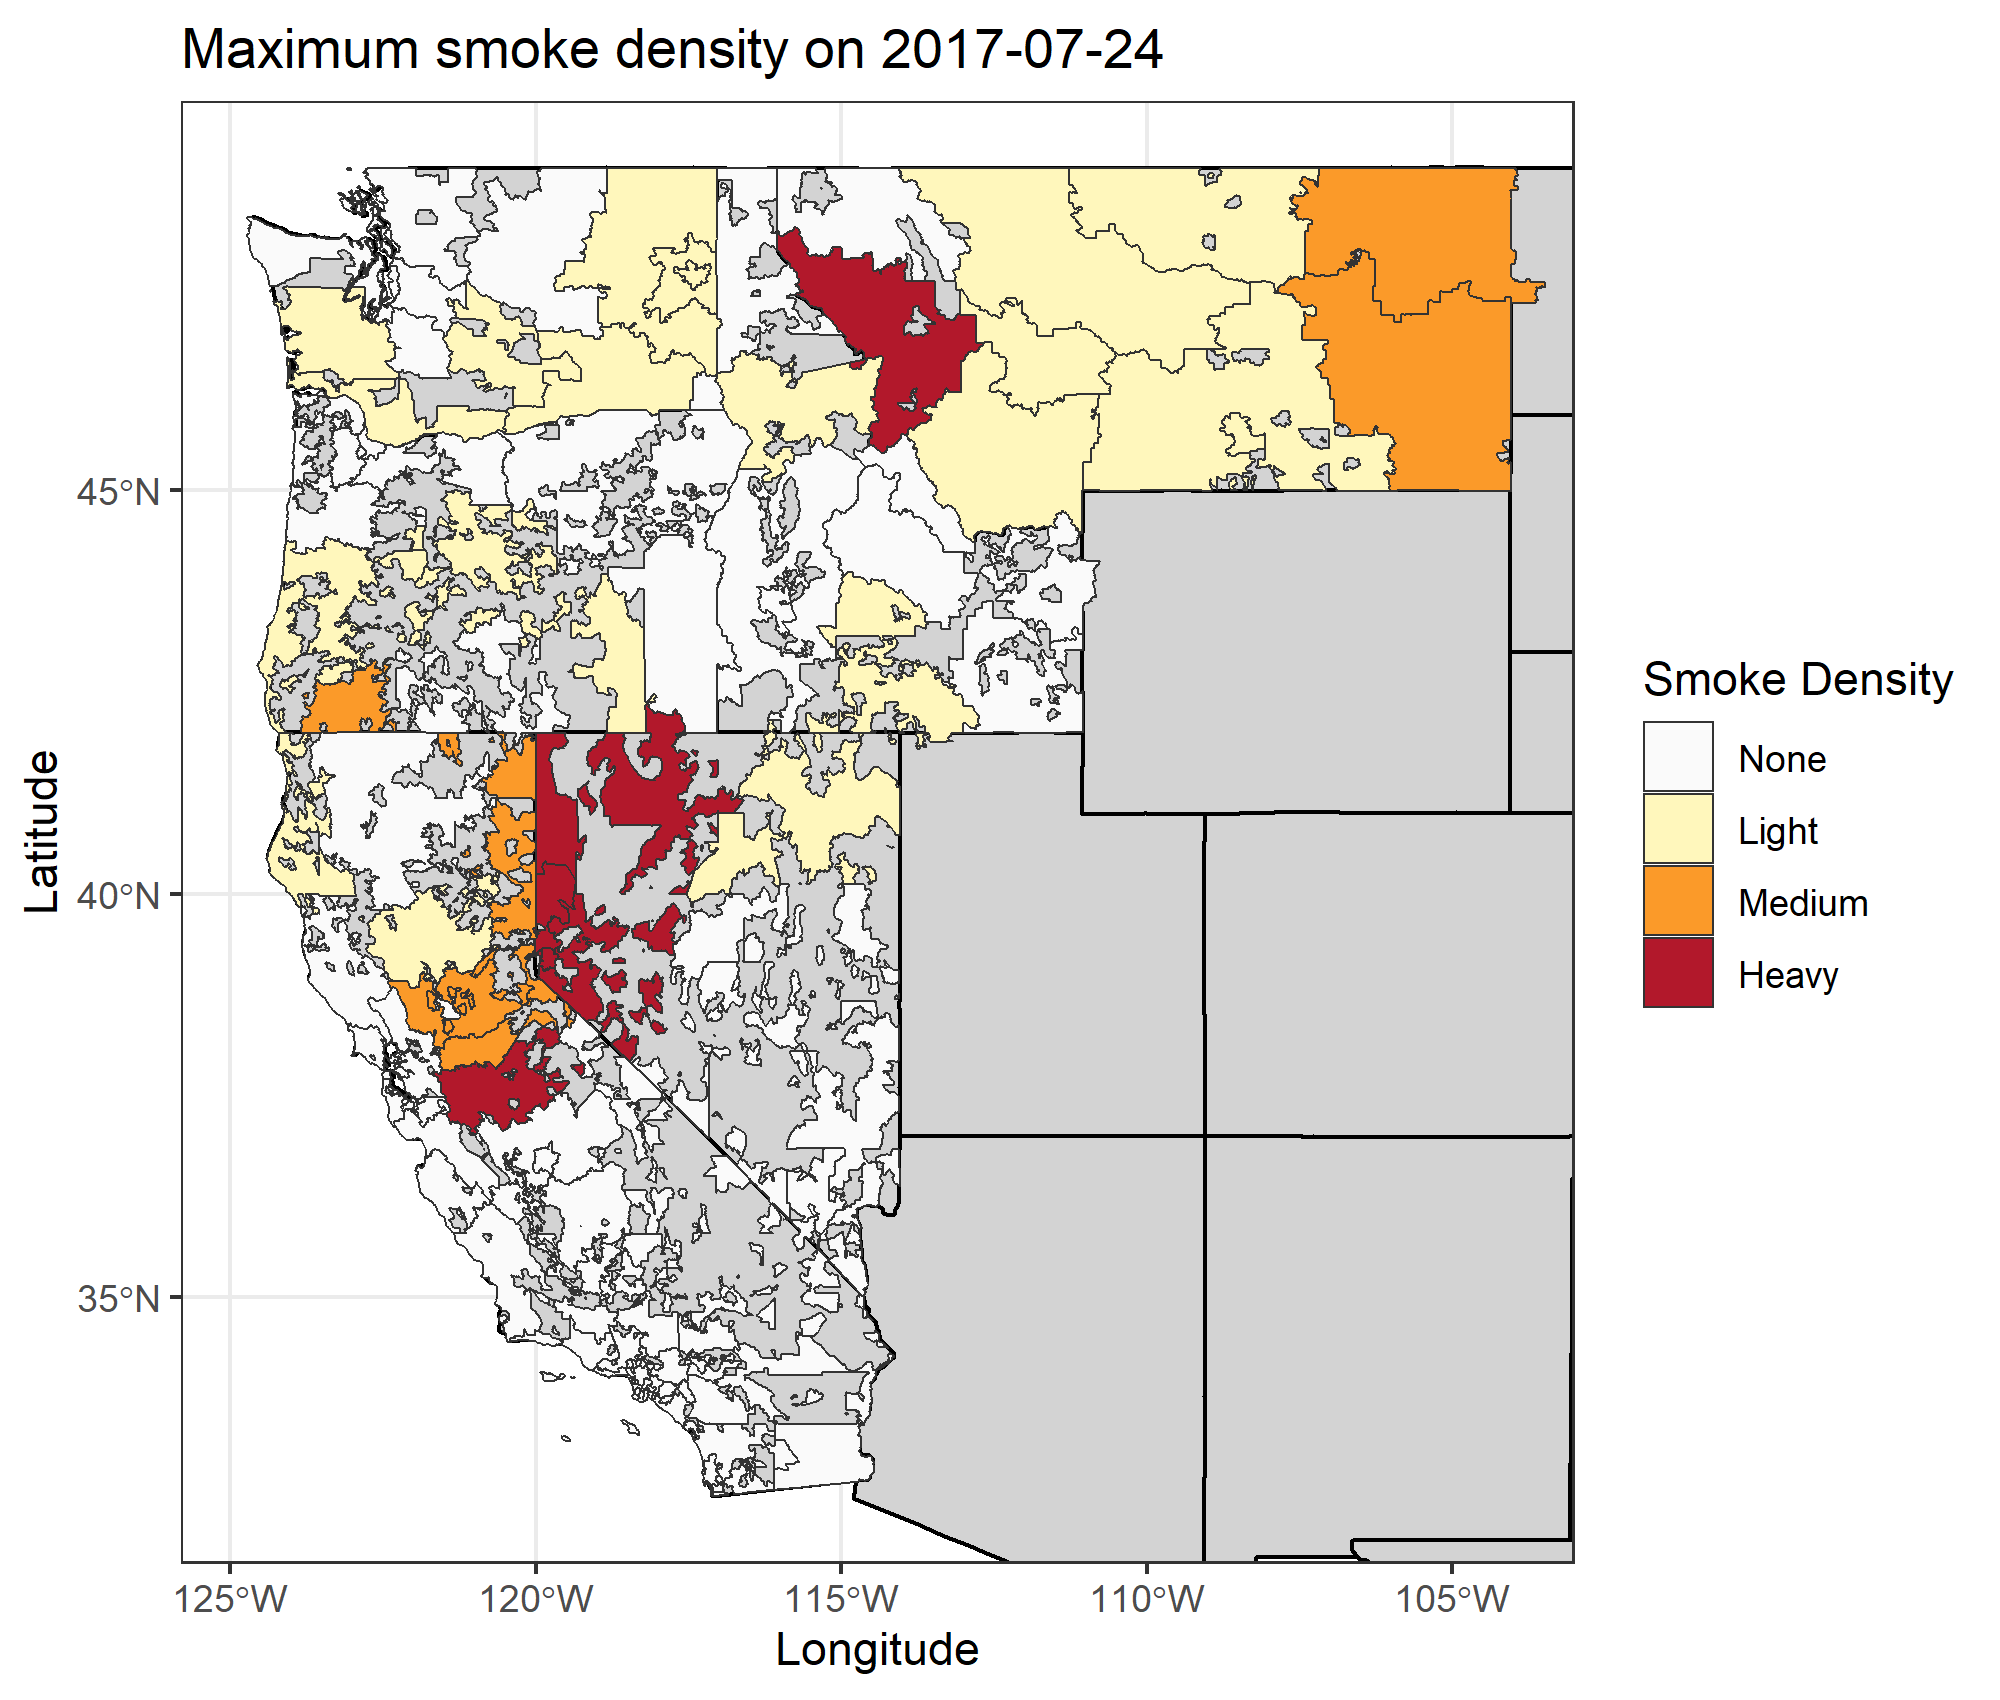 Maximum smoke density on 2017-07-24
45°N
40°N
35°N
Latitude
125°W
120°W
115°W
110°W
105°W
Longitude
Smoke Density
None
Light
Medium
Heavy